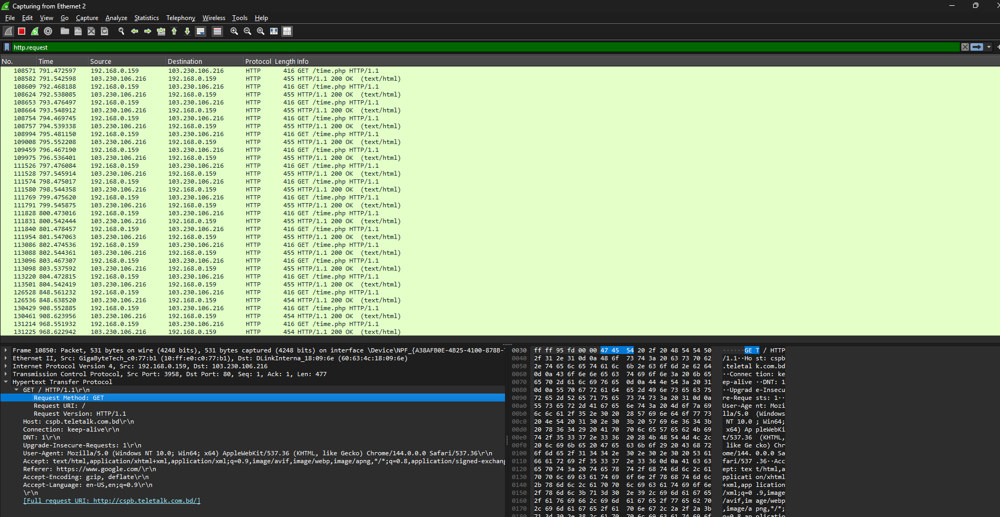 Capturing from Ethernet 2
File Edit View Go Capture Analyze Statistics Telephony Wireless Tools Help
http.request
No. Time Source Destination Protocol Length Info
108571 791.472597 192.168.0.159 103.230.106.216 HTTP 416 GET /time.php HTTP/1.1
108582 791.542598 103.230.106.216 192.168.0.159 HTTP 455 HTTP/1.1 200 OK (text/html)
108609 792.468188 192.168.0.159 103.230.106.216 HTTP 416 GET /time.php HTTP/1.1
108624 792.538085 103.230.106.216 192.168.0.159 HTTP 455 HTTP/1.1 200 OK (text/html)
108653 793.476497 192.168.0.159 103.230.106.216 HTTP 416 GET /time.php HTTP/1.1
108664 793.548912 103.230.106.216 192.168.0.159 HTTP 455 HTTP/1.1 200 OK (text/html)
108754 794.469745 192.168.0.159 103.230.106.216 HTTP 416 GET /time.php HTTP/1.1
108757 794.539338 103.230.106.216 192.168.0.159 HTTP 455 HTTP/1.1 200 OK (text/html)
108994 795.481150 192.168.0.159 103.230.106.216 HTTP 416 GET /time.php HTTP/1.1
109008 795.552208 103.230.106.216 192.168.0.159 HTTP 455 HTTP/1.1 200 OK (text/html)
109459 796.467190 192.168.0.159 103.230.106.216 HTTP 416 GET /time.php HTTP/1.1
109975 796.536401 103.230.106.216 192.168.0.159 HTTP 455 HTTP/1.1 200 OK (text/html)
111526 797.476084 192.168.0.159 103.230.106.216 HTTP 416 GET /time.php HTTP/1.1
111528 797.545914 103.230.106.216 192.168.0.159 HTTP 455 HTTP/1.1 200 OK (text/html)
111574 798.475017 192.168.0.159 103.230.106.216 HTTP 416 GET /time.php HTTP/1.1
111580 798.544358 103.230.106.216 192.168.0.159 HTTP 455 HTTP/1.1 200 OK (text/html)
111769 799.475620 192.168.0.159 103.230.106.216 HTTP 416 GET /time.php HTTP/1.1
111791 799.545875 103.230.106.216 192.168.0.159 HTTP 455 HTTP/1.1 200 OK (text/html)
111828 800.473016 192.168.0.159 103.230.106.216 HTTP 416 GET /time.php HTTP/1.1
111831 800.542444 103.230.106.216 192.168.0.159 HTTP 455 HTTP/1.1 200 OK (text/html)
111840 801.478457 192.168.0.159 103.230.106.216 HTTP 416 GET /time.php HTTP/1.1
111954 801.547063 103.230.106.216 192.168.0.159 HTTP 455 HTTP/1.1 200 OK (text/html)
113086 802.474536 192.168.0.159 103.230.106.216 HTTP 416 GET /time.php HTTP/1.1
113088 802.544361 103.230.106.216 192.168.0.159 HTTP 455 HTTP/1.1 200 OK (text/html)
113096 803.467307 192.168.0.159 103.230.106.216 HTTP 416 GET /time.php HTTP/1.1
113098 803.537592 103.230.106.216 192.168.0.159 HTTP 455 HTTP/1.1 200 OK (text/html)
113220 804.472815 192.168.0.159 103.230.106.216 HTTP 416 GET /time.php HTTP/1.1
113501 804.542419 103.230.106.216 192.168.0.159 HTTP 455 HTTP/1.1 200 OK (text/html)
126528 848.561232 192.168.0.159 103.230.106.216 HTTP 416 GET /time.php HTTP/1.1
126536 848.638520 103.230.106.216 192.168.0.159 HTTP 454 HTTP/1.1 200 OK (text/html)
130429 908.552885 192.168.0.159 103.230.106.216 HTTP 416 GET /time.php HTTP/1.1
130461 908.623956 103.230.106.216 192.168.0.159 HTTP 454 HTTP/1.1 200 OK (text/html)
131214 968.551932 192.168.0.159 103.230.106.216 HTTP 416 GET /time.php HTTP/1.1
131225 968.622942 103.230.106.216 192.168.0.159 HTTP 454 HTTP/1.1 200 OK (text/html)
Frame 10850: Packet, 531 bytes on wire (4248 bits), 531 bytes captured (4248 bits) on interface \Device\NPF_{A38AFB0E-4B25-4100-878B-
Ethernet II, Src: GigaByteTech_c0:77:b1 (10:ff:e0:c0:77:b1), Dst: DLinkInterna_18:09:6e (60:63:4c:18:09:6e)
Internet Protocol Version 4, Src: 192.168.0.159, Dst: 103.230.106.216
Transmission Control Protocol, Src Port: 3958, Dst Port: 80, Seq: 1, Ack: 1, Len: 477
Hypertext Transfer Protocol
GET / HTTP/1.1\r\n
Request Method: GET
Request URI: /
Request Version: HTTP/1.1
Host: cspb.teletalk.com.bd\r\n
Connection: keep-alive\r\n
DNT: 1\r\n
Upgrade-Insecure-Requests: 1\r\n
User-Agent: Mozilla/5.0 (Windows NT 10.0; Win64; x64) AppleWebKit/537.36 (KHTML, like Gecko) Chrome/144.0.0.0 Safari/537.36\r\n
Accept: text/html,application/xhtml+xml,application/xml;q=0.9,image/avif,image/webp,image/apng,*/*;q=0.8,application/signed-exchang
Referer: https://www.google.com/\r\n
Accept-Encoding: gzip, deflate\r\n
Accept-Language: en-US,en;q=0.9\r\n
\r\n
[Full request URI: http://cspb.teletalk.com.bd/]
0030 ff ff 95 fd 00 00 47 45 54 20 2f 20 48 54 54 50 ······GE T / HTTP
0040 2f 31 2e 31 0d 0a 48 6f 73 74 3a 20 63 73 70 62 /1.1··Ho st: cspb
0050 2e 74 65 6c 65 74 61 6c 6b 2e 63 6f 6d 2e 62 64 .teletal k.com.bd
0060 0d 0a 43 6f 6e 6e 65 63 74 69 6f 6e 3a 20 6b 65 ··Connec tion: ke
0070 65 70 2d 61 6c 69 76 65 0d 0a 44 4e 54 3a 20 31 ep-alive ··DNT: 1
0080 0d 0a 55 70 67 72 61 64 65 2d 49 6e 73 65 63 75 ··Upgrad e-Insecu
0090 72 65 2d 52 65 71 75 65 73 74 73 3a 20 31 0d 0a re-Reque sts: 1··
00a0 55 73 65 72 2d 41 67 65 6e 74 3a 20 4d 6f 7a 69 User-Age nt: Mozi
00b0 6c 6c 61 2f 35 2e 30 20 28 57 69 6e 64 6f 77 73 lla/5.0 (Windows
00c0 20 4e 54 20 31 30 2e 30 3b 20 57 69 6e 36 34 3b NT 10.0 ; Win64;
00d0 20 78 36 34 29 20 41 70 70 6c 65 57 65 62 4b 69 x64) Ap pleWebKi
00e0 74 2f 35 33 37 2e 33 36 20 28 4b 48 54 4d 4c 2c t/537.36 (KHTML,
00f0 20 6c 69 6b 65 20 47 65 63 6b 6f 29 20 43 68 72 like Ge cko) Chr
0100 6f 6d 65 2f 31 34 34 2e 30 2e 30 2e 30 20 53 61 ome/144. 0.0.0 Sa
0110 66 61 72 69 2f 35 33 37 2e 33 36 0d 0a 41 63 63 fari/537 .36··Acc
0120 65 70 74 3a 20 74 65 78 74 2f 68 74 6d 6c 2c 61 ept: tex t/html,a
0130 70 70 6c 69 63 61 74 69 6f 6e 2f 78 68 74 6d 6c pplicati on/xhtml
0140 2b 78 6d 6c 2c 61 70 70 6c 69 63 61 74 69 6f 6e +xml,app lication
0150 2f 78 6d 6c 3b 71 3d 30 2e 39 2c 69 6d 61 67 65 /xml;q=0 .9,image
0160 2f 61 76 69 66 2c 69 6d 61 67 65 2f 77 65 62 70 /avif,im age/webp
0170 2c 69 6d 61 67 65 2f 61 70 6e 67 2c 2a 2f 2a 3b ,image/a png,*/*;
0180 71 3d 30 2e 38 2c 61 70 70 6c 69 63 61 74 69 6f q=0.8,ap plicatio